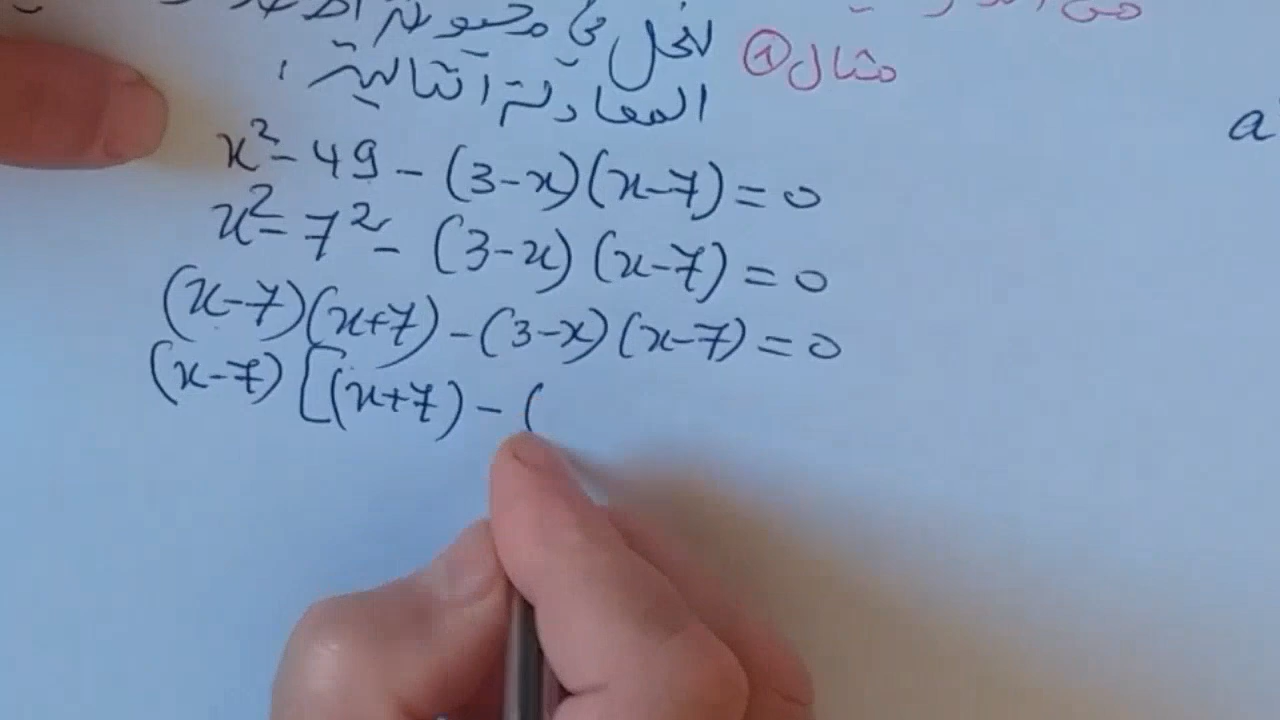 مثال ① لنحل في مجموعة
المعادلة التالية:
x² - 49 - (3-x)(x-7) = 0
x² - 7² - (3-x)(x-7) = 0
(x-7)(x+7) - (3-x)(x-7) = 0
(x-7)[(x+7) - (
a